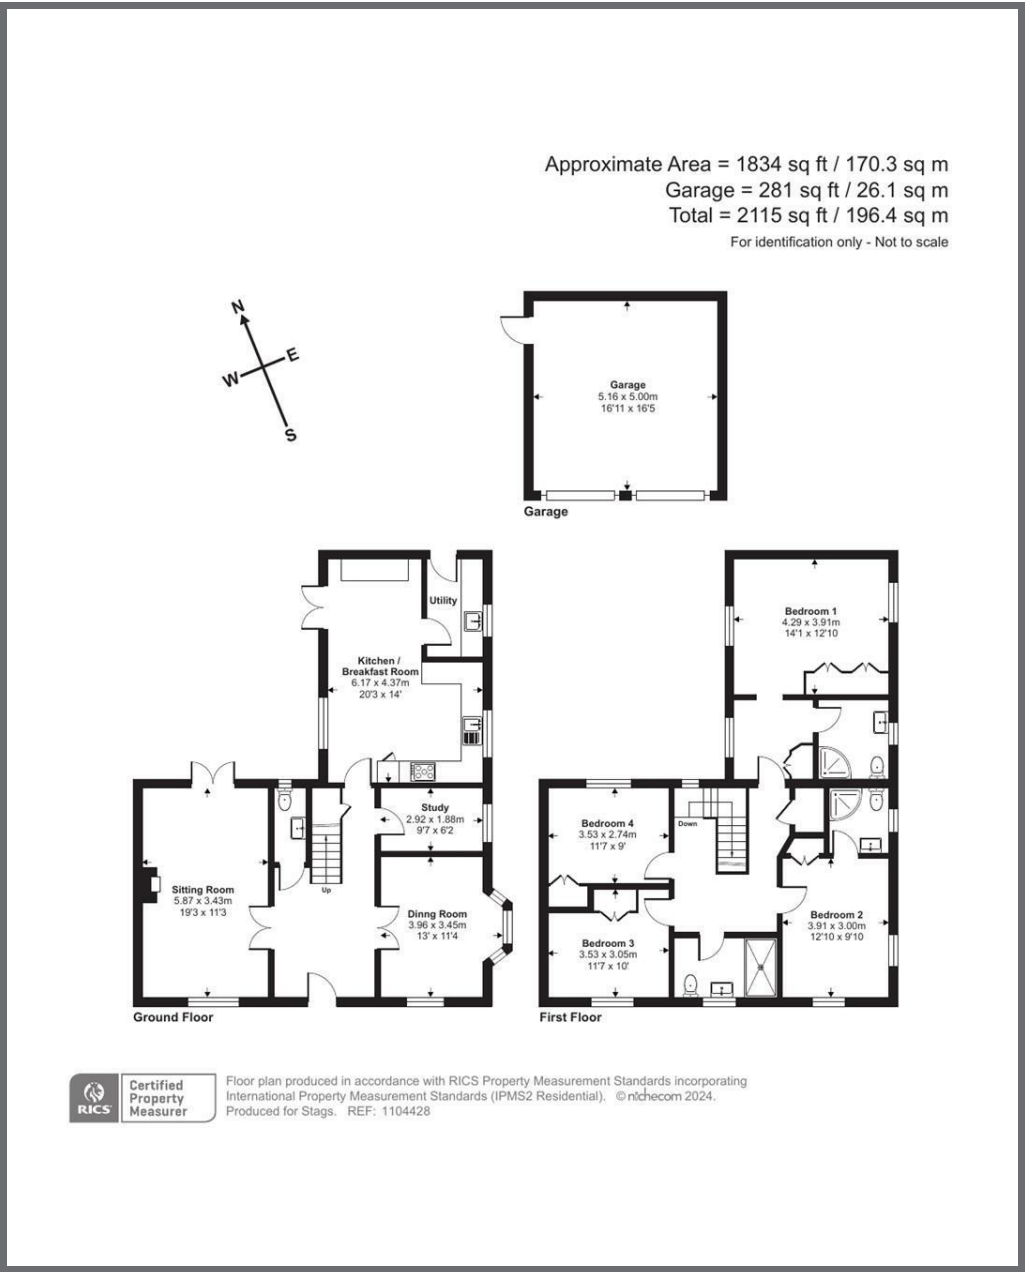 Approximate Area = 1834 sq ft / 170.3 sq m
Garage = 281 sq ft / 26.1 sq m
Total = 2115 sq ft / 196.4 sq m
For identification only - Not to scale
N
E
W
S
Garage
5.16 x 5.00m
16'11 x 16'5
Garage
Utility
Kitchen /
Breakfast Room
6.17 x 4.37m
20'3 x 14'
Study
2.92 x 1.88m
9'7 x 6'2
Sitting Room
5.87 x 3.43m
19'3 x 11'3
Up
Dinng Room
3.96 x 3.45m
13' x 11'4
Ground Floor
Bedroom 1
4.29 x 3.91m
14'1 x 12'10
Bedroom 4
3.53 x 2.74m
11'7 x 9'
Down
Bedroom 3
3.53 x 3.05m
11'7 x 10'
Bedroom 2
3.91 x 3.00m
12'10 x 9'10
First Floor
RICS
Certified
Property
Measurer
Floor plan produced in accordance with RICS Property Measurement Standards incorporating
International Property Measurement Standards (IPMS2 Residential). © nichecom 2024.
Produced for Stags. REF: 1104428